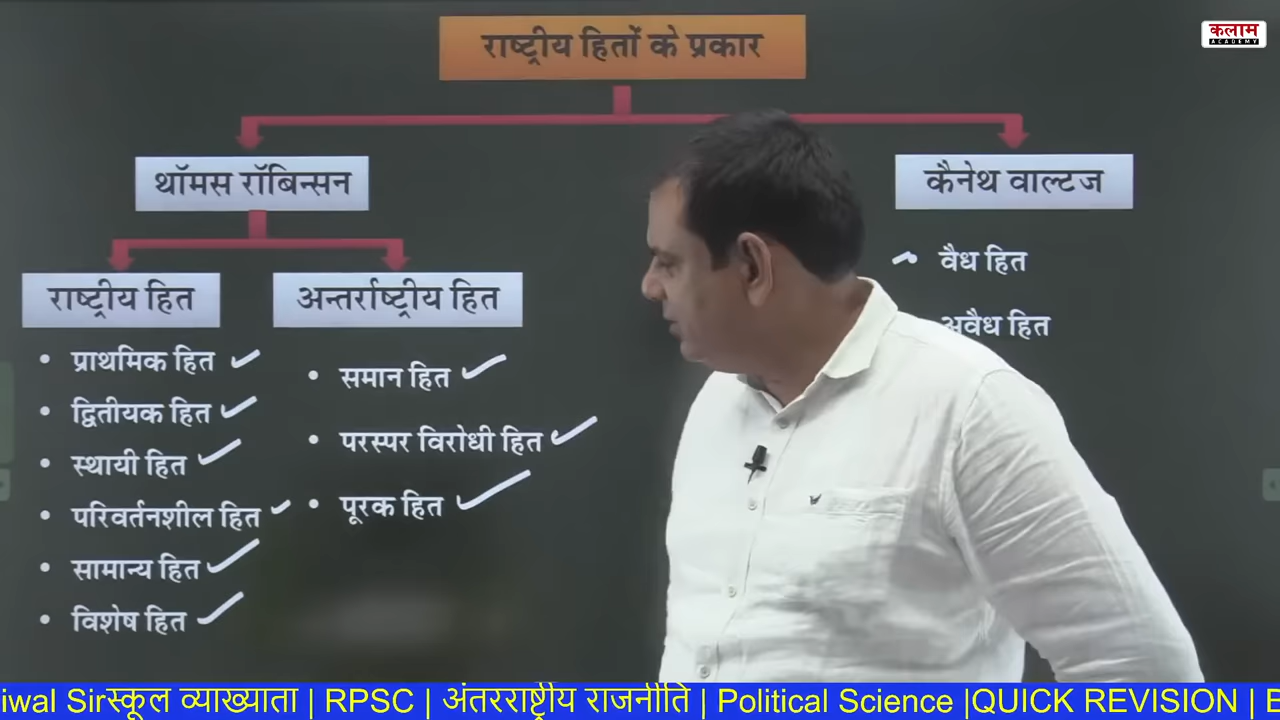 राष्ट्रीय हितों के प्रकार
कलाम
ACADEMY
थॉमस रॉबिन्सन
कैनेथ वाल्टज
राष्ट्रीय हित
अन्तर्राष्ट्रीय हित
• प्राथमिक हित
• द्वितीयक हित
• स्थायी हित
• परिवर्तनशील हित
• सामान्य हित
• विशेष हित
• समान हित
• परस्पर विरोधी हित
• पूरक हित
वैध हित
अवैध हित
iwal Sirस्कूल व्याख्याता | RPSC | अंतरराष्ट्रीय राजनीति | Political Science |QUICK REVISION | E